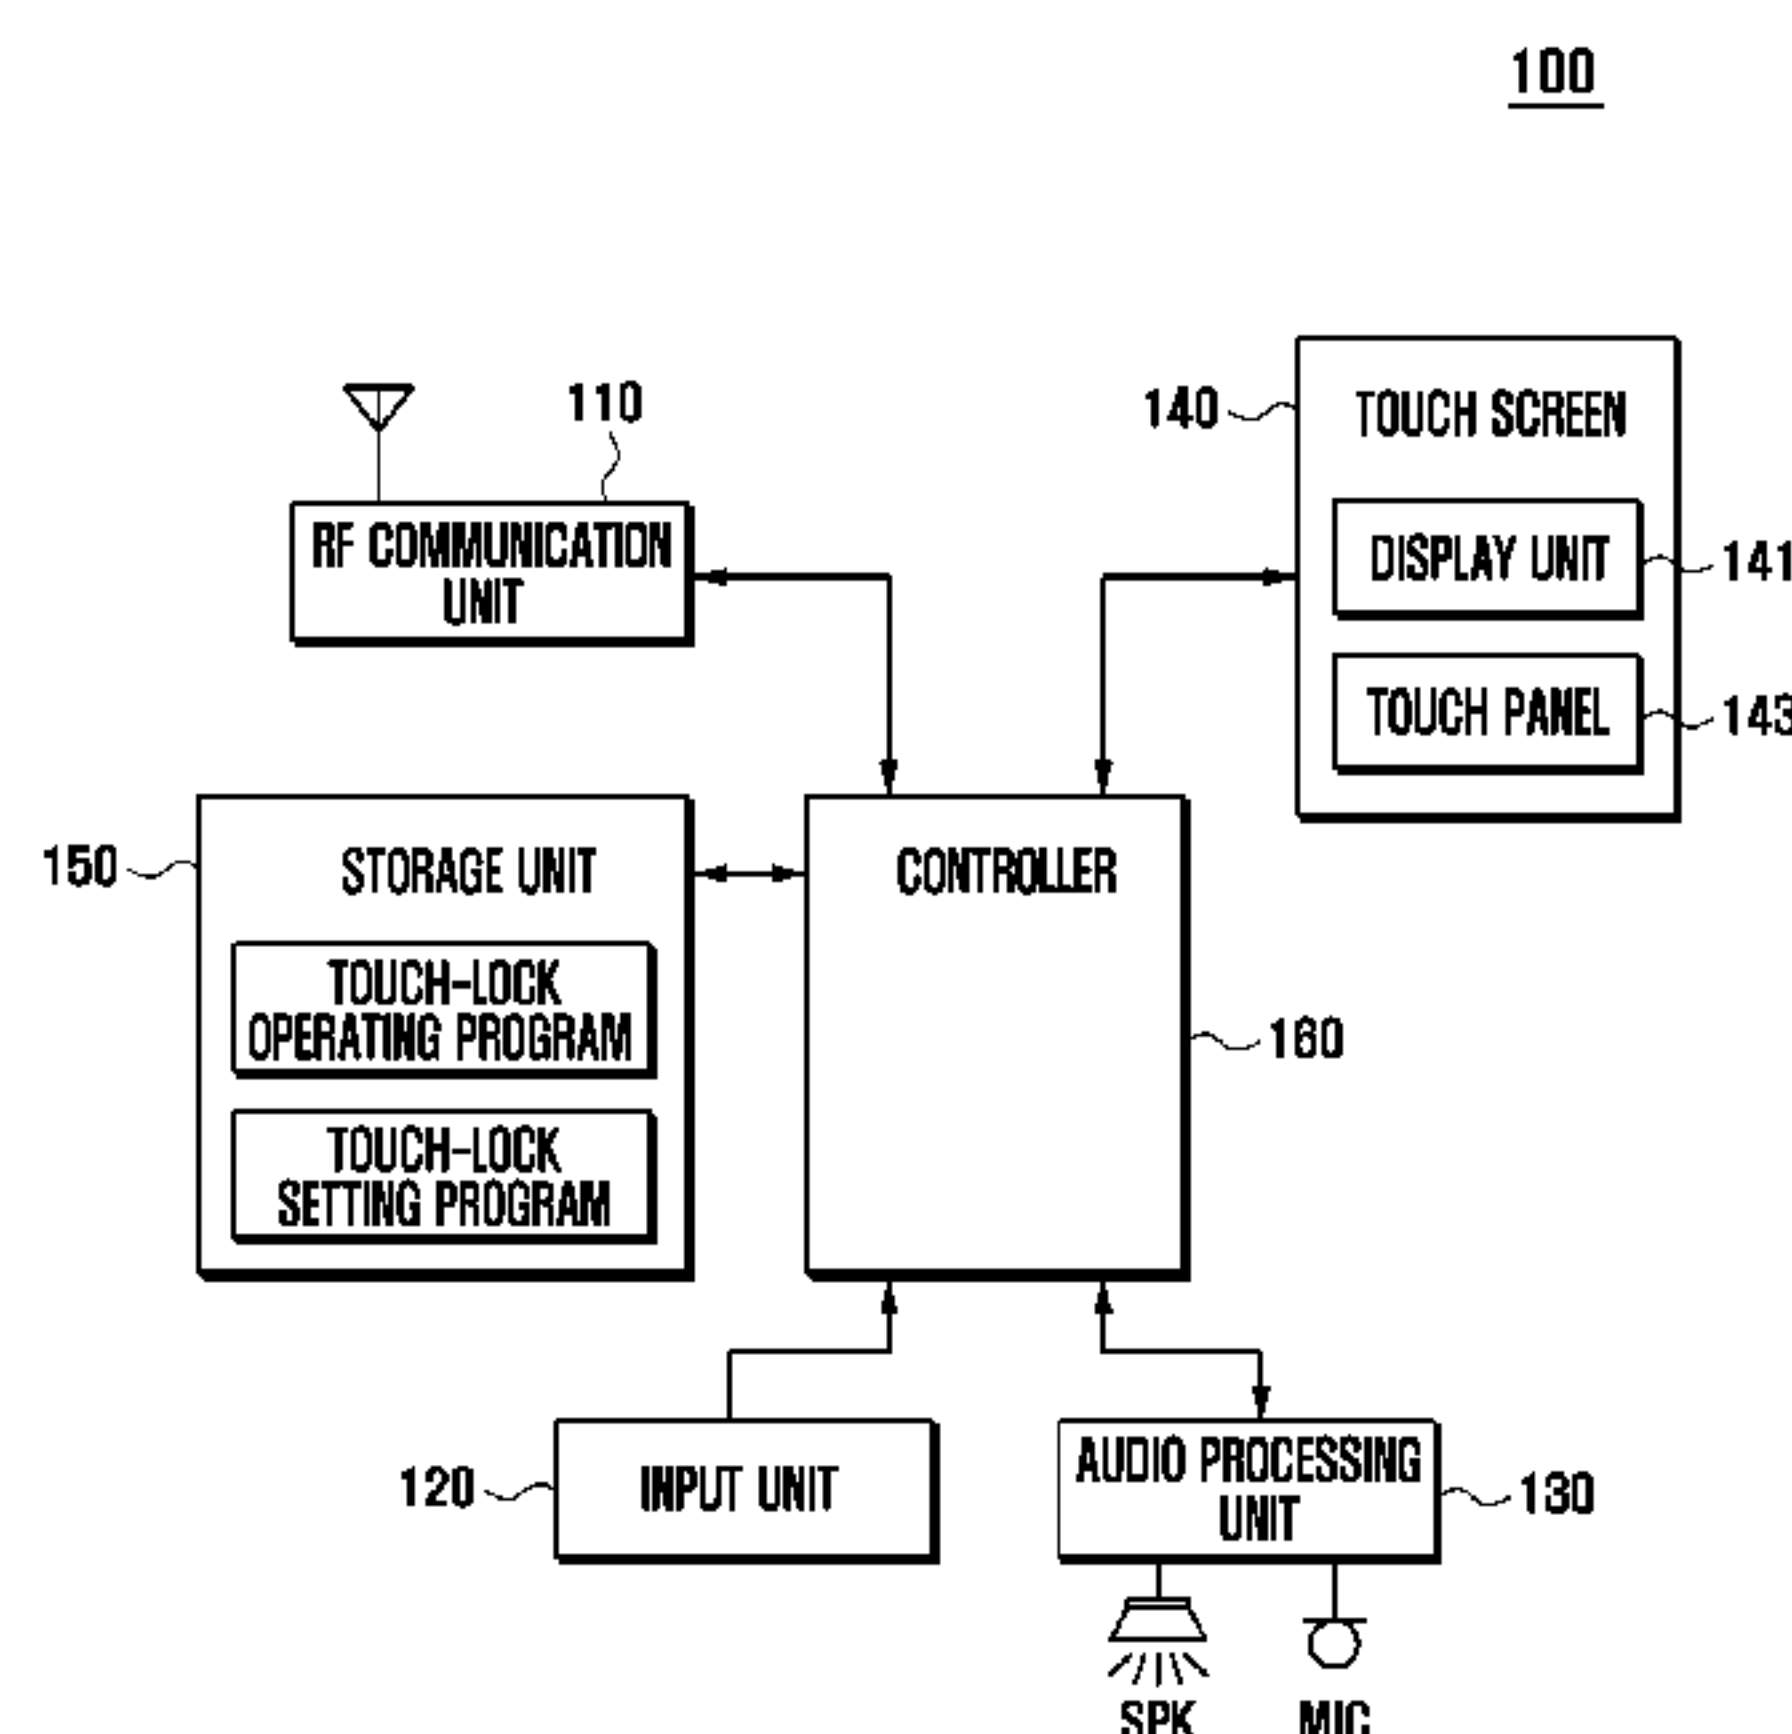 100
110
RF COMMUNICATION
UNIT
140
TOUCH SCREEN
DISPLAY UNIT
141
TOUCH PANEL
143
150
STORAGE UNIT
TOUCH-LOCK
OPERATING PROGRAM
TOUCH-LOCK
SETTING PROGRAM
CONTROLLER
160
120
INPUT UNIT
AUDIO PROCESSING
UNIT
130
SPK
MIC